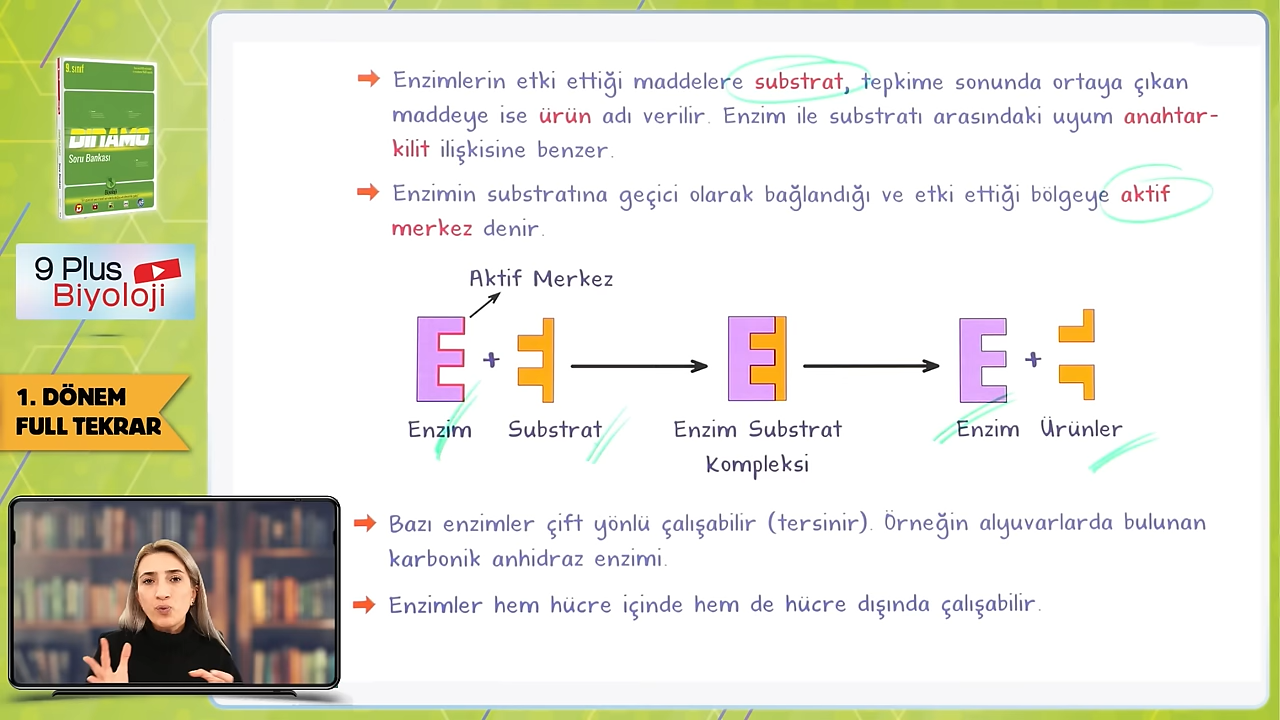 9. sınıf
DİNAMO
Soru Bankası
9 Plus
Biyoloji
1. DÖNEM
FULL TEKRAR
Enzimlerin etki ettiği maddelere substrat, tepkime sonunda ortaya çıkan
maddeye ise ürün adı verilir. Enzim ile substratı arasındaki uyum anahtar-
kilit ilişkisine benzer.
Enzimin substratına geçici olarak bağlandığı ve etki ettiği bölgeye aktif
merkez denir.
Aktif Merkez
+ +
Enzim Substrat Enzim Substrat Enzim Ürünler
Kompleksi
Bazı enzimler çift yönlü çalışabilir (tersinir). Örneğin alyuvarlarda bulunan
karbonik anhidraz enzimi.
Enzimler hem hücre içinde hem de hücre dışında çalışabilir.